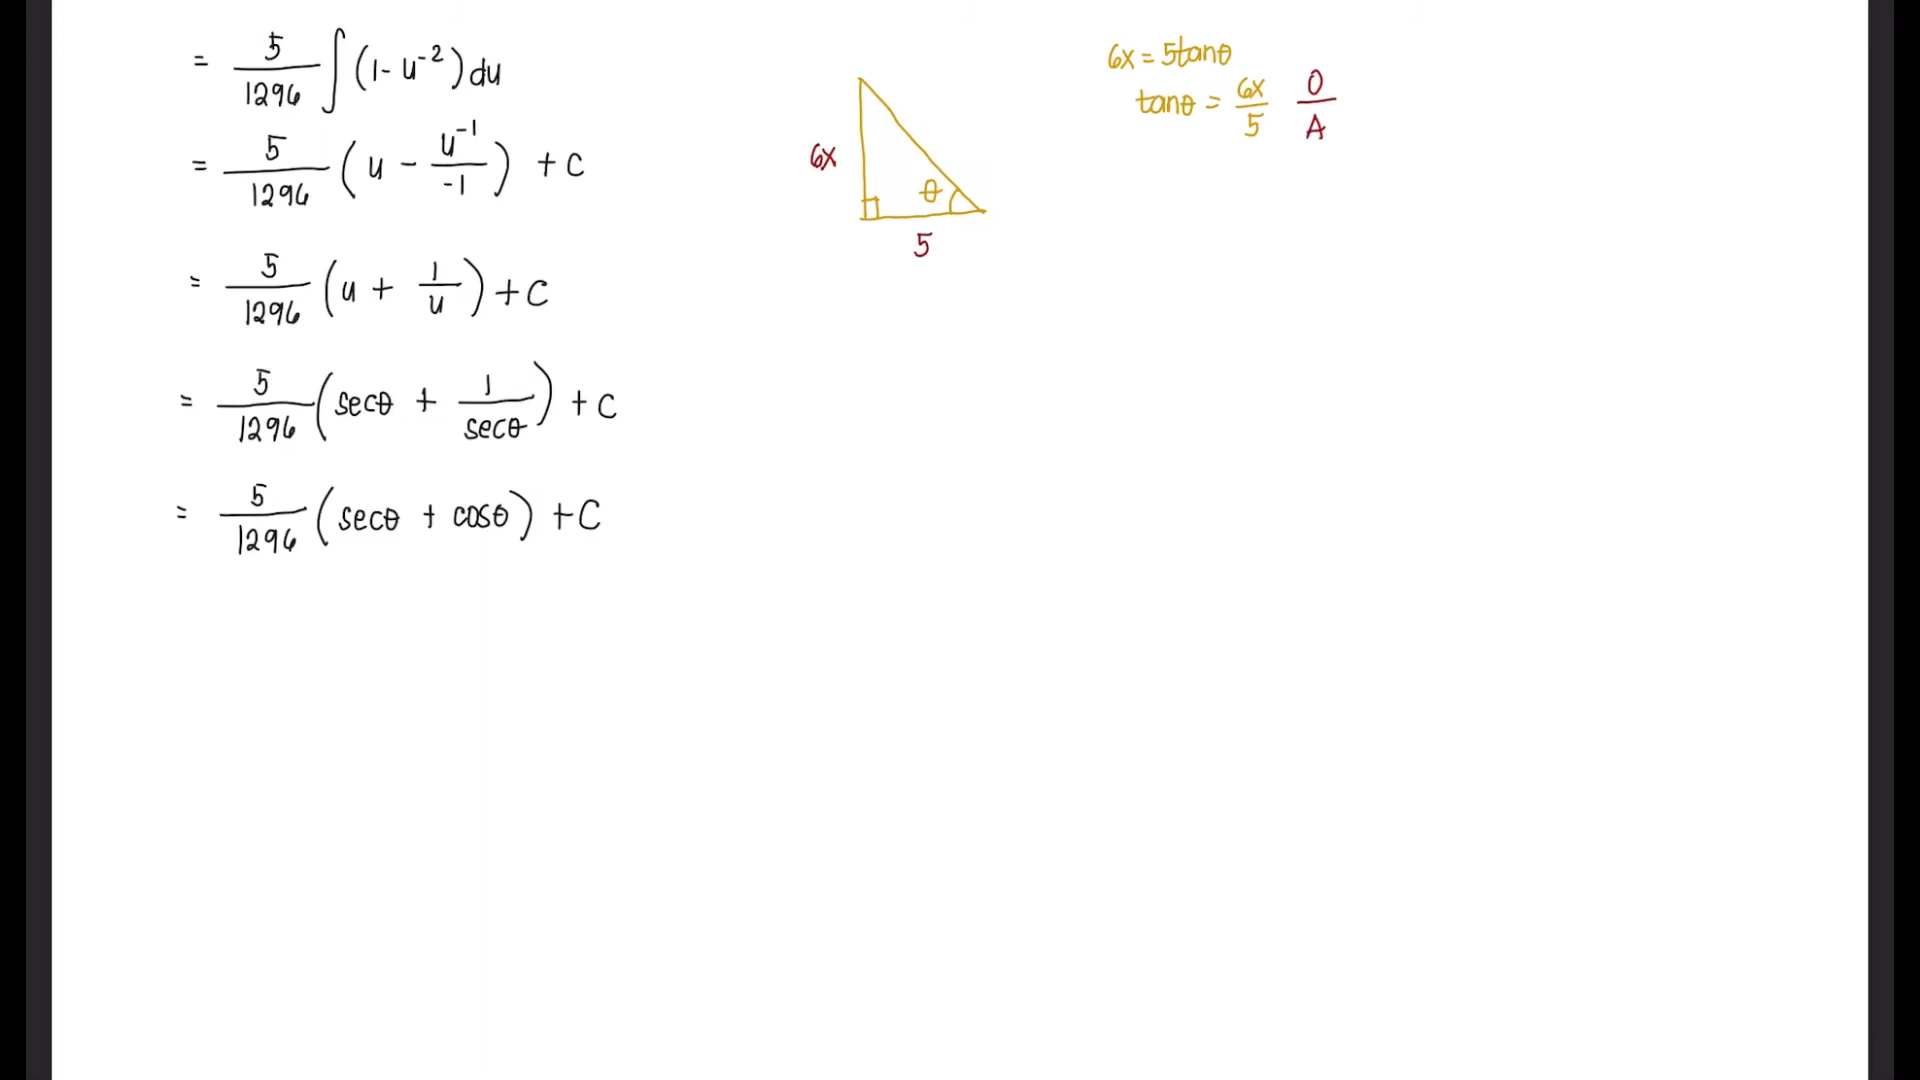 = 5/1296 ∫(1-u⁻²)du
= 5/1296 (u - u⁻¹/-1) + C
= 5/1296 (u + 1/u) + C
= 5/1296 (secθ + 1/secθ) + C
= 5/1296 (secθ + cosθ) + C
6x
θ
5
6x = 5tanθ
tanθ = 6x/5 O/A